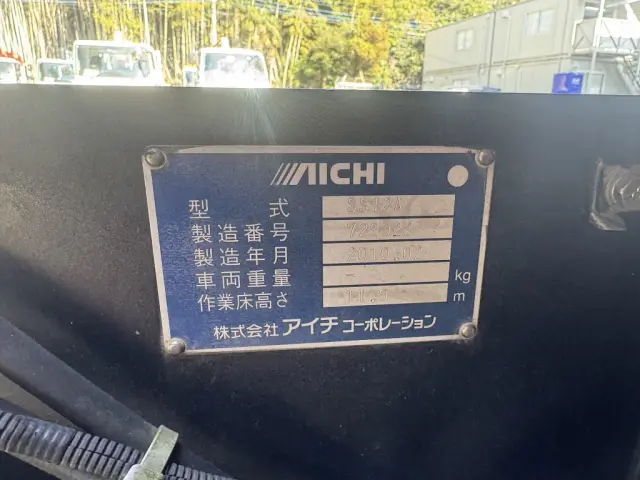 AICHI
型式
製造番号
製造年月 2010.
車両重量 - kg
作業床高さ m
株式会社 アイチ コーポレーション